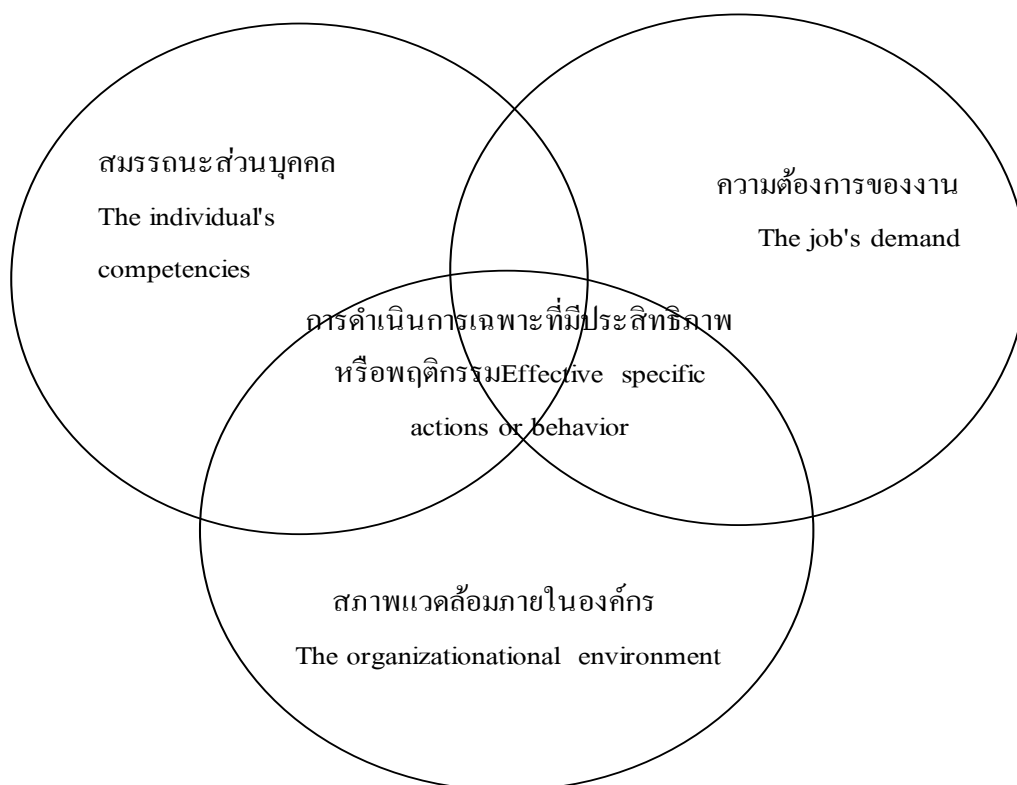 สมรรถนะส่วนบุคคล
The individual's
competencies
ความต้องการของงาน
The job's demand
การดำเนินการเฉพาะที่มีประสิทธิภาพ
หรือพฤติกรรมEffective specific
actions or behavior
สภาพแวดล้อมภายในองค์กร
The organizationational environment